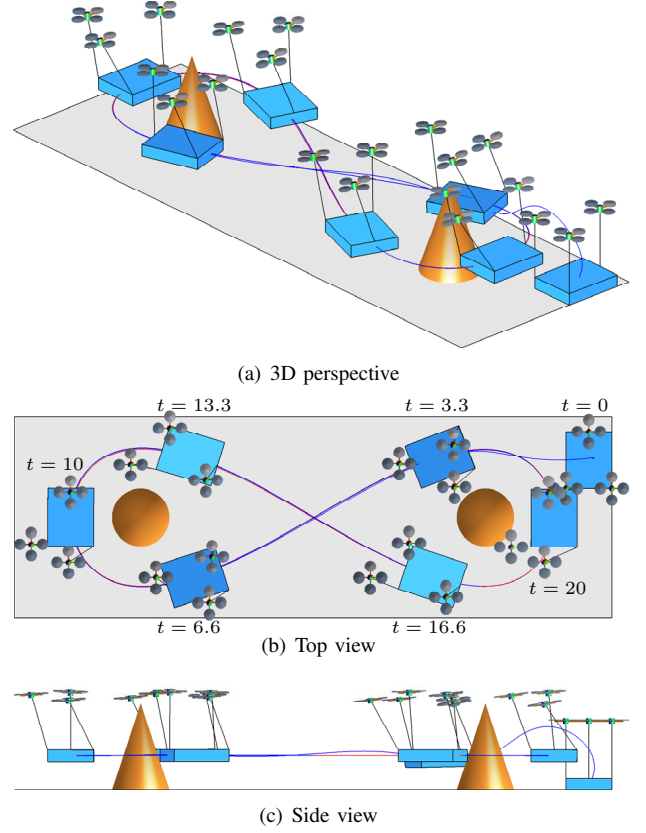 (a) 3D perspective
t = 13.3 t = 3.3 t = 0
t = 10
t = 20
t = 6.6 t = 16.6
(b) Top view
(c) Side view